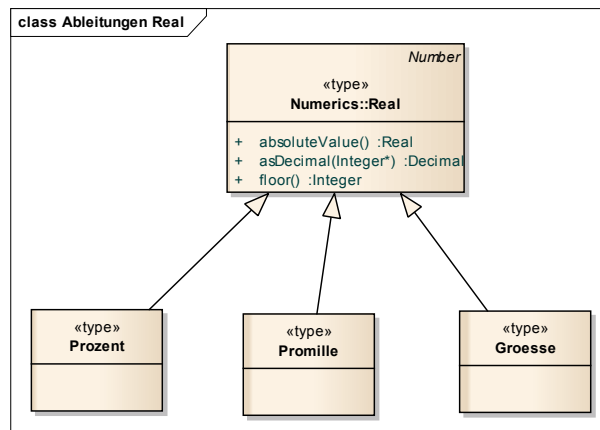 class Ableitungen Real
Number
«type»
Numerics::Real
+ absoluteValue() :Real
+ asDecimal(Integer*) :Decimal
+ floor() :Integer
«type»
Prozent
«type»
Promille
«type»
Groesse